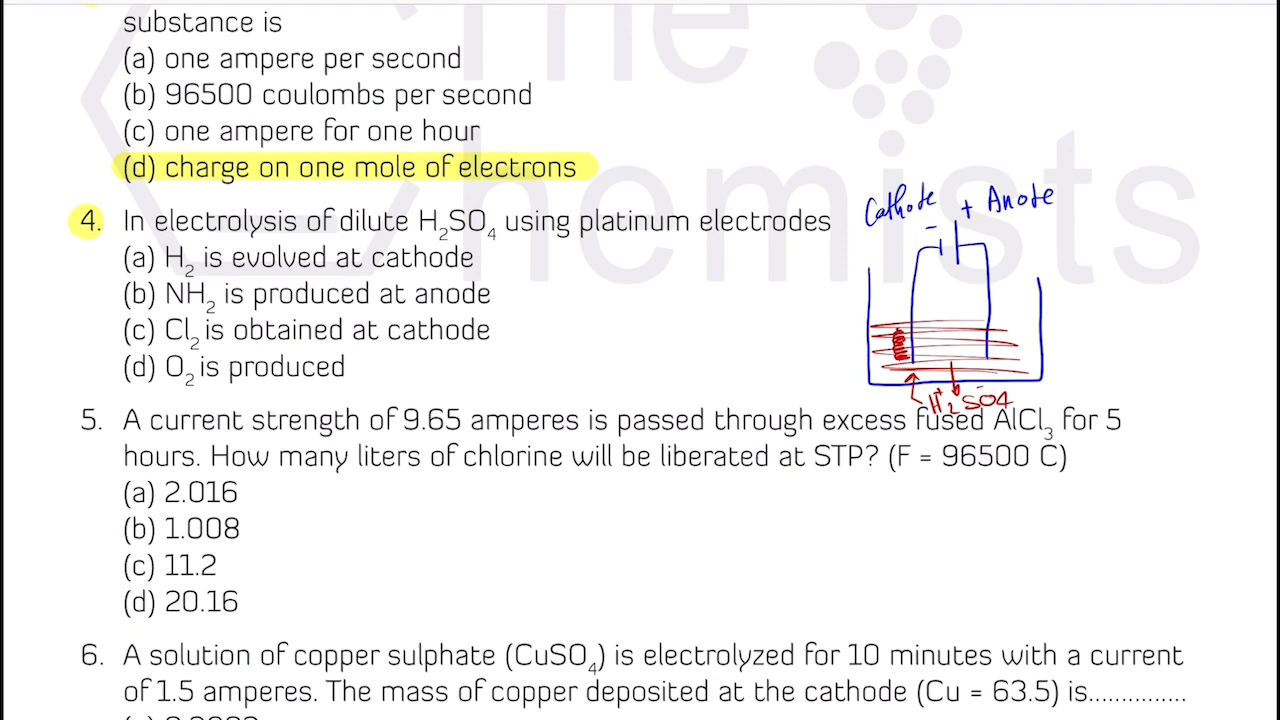 substance is
(a) one ampere per second
(b) 96500 coulombs per second
(c) one ampere for one hour
(d) charge on one mole of electrons
4. In electrolysis of dilute H₂SO₄ using platinum electrodes
(a) H₂ is evolved at cathode
(b) NH₂ is produced at anode
(c) Cl₂ is obtained at cathode
(d) O₂ is produced
Cathode - + Anode
H⁺₂ SO₄⁻
5. A current strength of 9.65 amperes is passed through excess fused AlCl₃ for 5
hours. How many liters of chlorine will be liberated at STP? (F = 96500 C)
(a) 2.016
(b) 1.008
(c) 11.2
(d) 20.16
6. A solution of copper sulphate (CuSO₄) is electrolyzed for 10 minutes with a current
of 1.5 amperes. The mass of copper deposited at the cathode (Cu = 63.5) is...............
The
Chemists